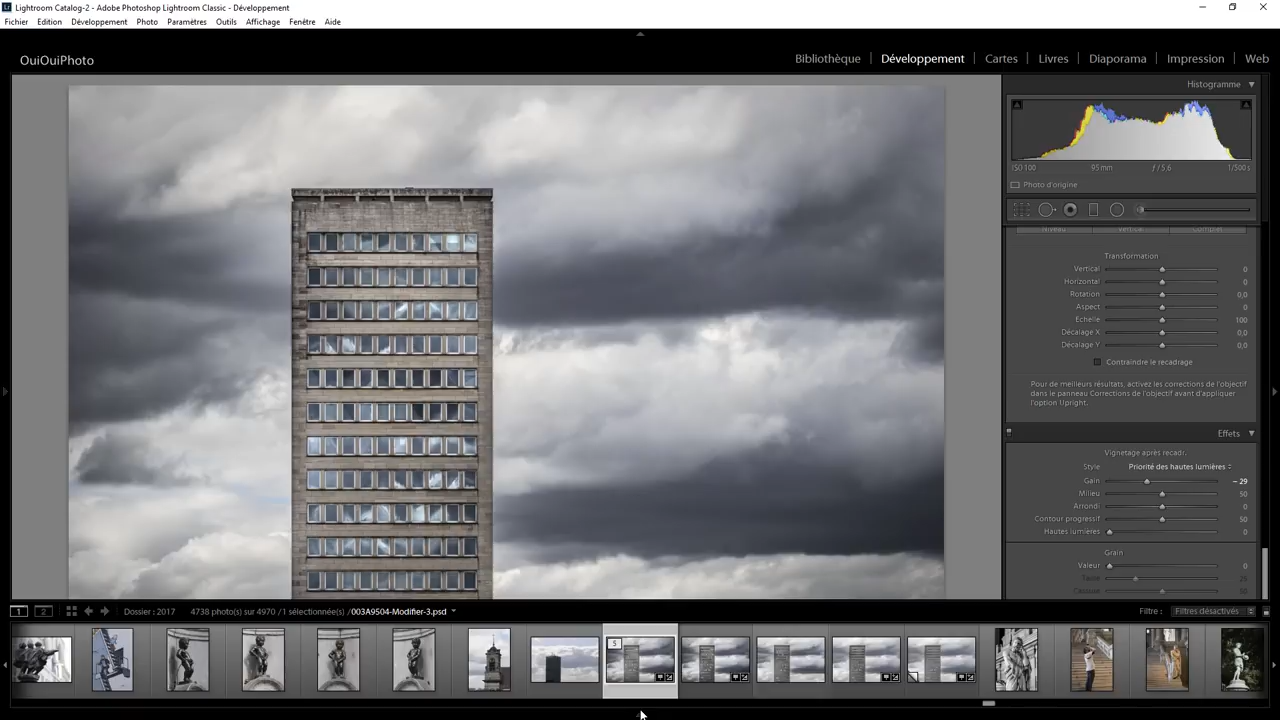 Lightroom Catalog-2 - Adobe Photoshop Lightroom Classic - Développement
Fichier Edition Développement Photo Paramètres Outils Affichage Fenêtre Aide
OuiOuiPhoto
Bibliothèque | Développement | Cartes | Livres | Diaporama | Impression | Web
Histogramme
ISO 100 95 mm ƒ / 5,6 1/500 s
Photo d'origine
Niveau Vertical Complet
Transformation
Vertical 0
Horizontal 0
Rotation 0,0
Aspect 0
Echelle 100
Décalage X 0,0
Décalage Y 0,0
Contraindre le recadrage
Pour de meilleurs résultats, activez les corrections de l'objectif
dans le panneau Corrections de l'objectif avant d'appliquer
l'option Upright.
Effets
Vignetage après recadr.
Style Priorité des hautes lumières
Gain – 29
Milieu 50
Arrondi 0
Contour progressif 50
Hautes lumières 0
Grain
Valeur 0
Taille 25
1 2 Dossier : 2017 4738 photo(s) sur 4970 / 1 sélectionnée(s) / 003A9504-Modifier-3.psd Filtre : Filtres désactivés
5